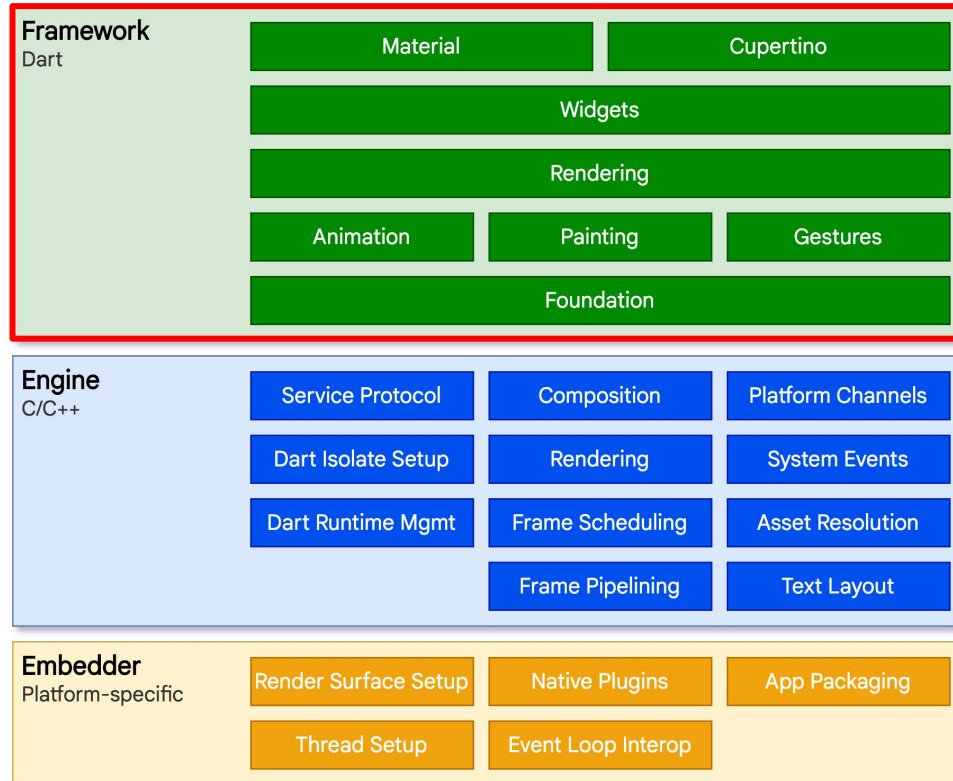 Framework
Dart
Material
Cupertino
Widgets
Rendering
Animation
Painting
Gestures
Foundation
Engine
C/C++
Service Protocol
Composition
Platform Channels
Dart Isolate Setup
Rendering
System Events
Dart Runtime Mgmt
Frame Scheduling
Asset Resolution
Frame Pipelining
Text Layout
Embedder
Platform-specific
Render Surface Setup
Native Plugins
App Packaging
Thread Setup
Event Loop Interop